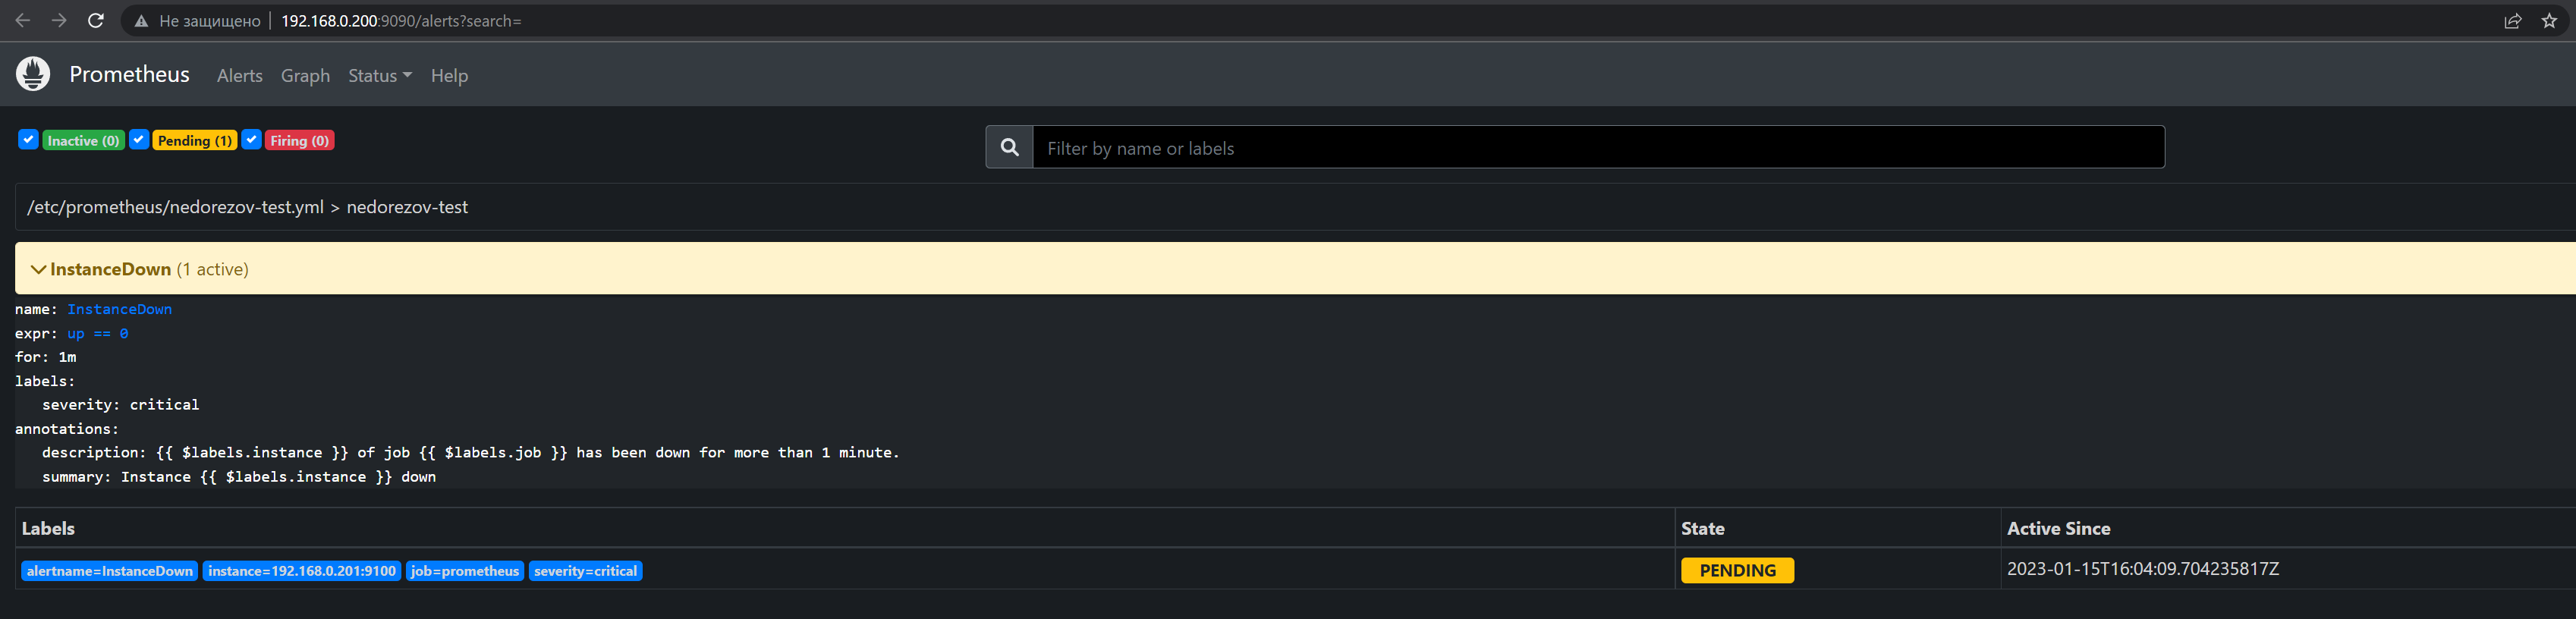 Не защищено | 192.168.0.200:9090/alerts?search=
Prometheus Alerts Graph Status Help
Inactive (0) Pending (1) Firing (0) Filter by name or labels
/etc/prometheus/nedorezov-test.yml > nedorezov-test
InstanceDown (1 active)
name: InstanceDown
expr: up == 0
for: 1m
labels:
severity: critical
annotations:
description: {{ $labels.instance }} of job {{ $labels.job }} has been down for more than 1 minute.
summary: Instance {{ $labels.instance }} down
Labels State Active Since
alertname=InstanceDown instance=192.168.0.201:9100 job=prometheus severity=critical PENDING 2023-01-15T16:04:09.704235817Z